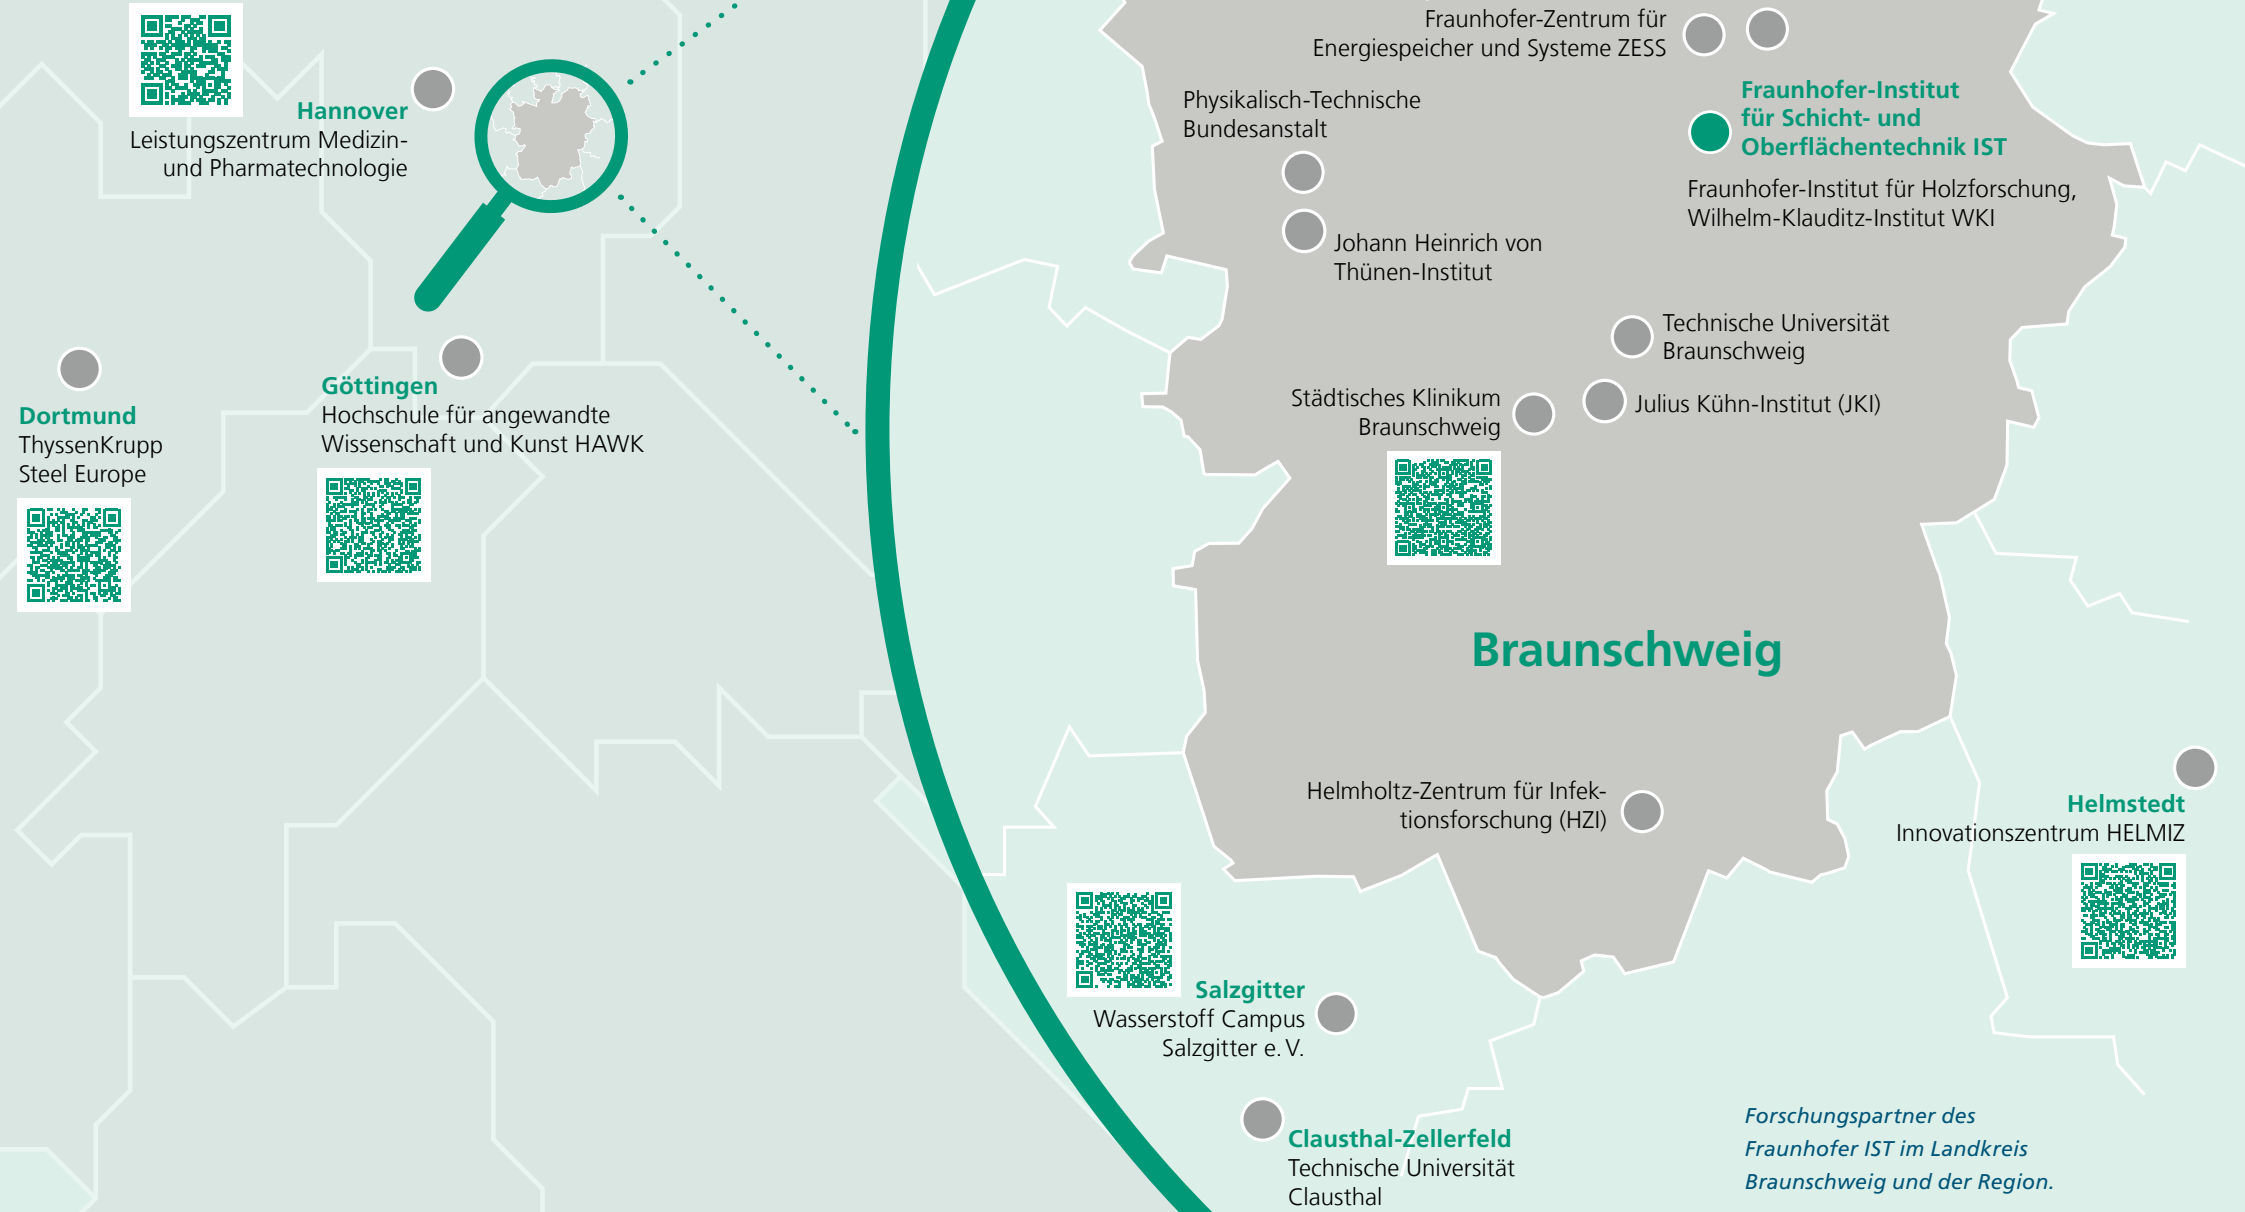 Hannover
Leistungszentrum Medizin-
und Pharmatechnologie
Dortmund
ThyssenKrupp
Steel Europe
Göttingen
Hochschule für angewandte
Wissenschaft und Kunst HAWK
Fraunhofer-Zentrum für
Energiespeicher und Systeme ZESS
Physikalisch-Technische
Bundesanstalt
Fraunhofer-Institut
für Schicht- und
Oberflächentechnik IST
Fraunhofer-Institut für Holzforschung,
Wilhelm-Klauditz-Institut WKI
Johann Heinrich von
Thünen-Institut
Technische Universität
Braunschweig
Städtisches Klinikum
Braunschweig
Julius Kühn-Institut (JKI)
Braunschweig
Helmholtz-Zentrum für Infek-
tionsforschung (HZI)
Helmstedt
Innovationszentrum HELMIZ
Salzgitter
Wasserstoff Campus
Salzgitter e. V.
Clausthal-Zellerfeld
Technische Universität
Clausthal
Forschungspartner des
Fraunhofer IST im Landkreis
Braunschweig und der Region.